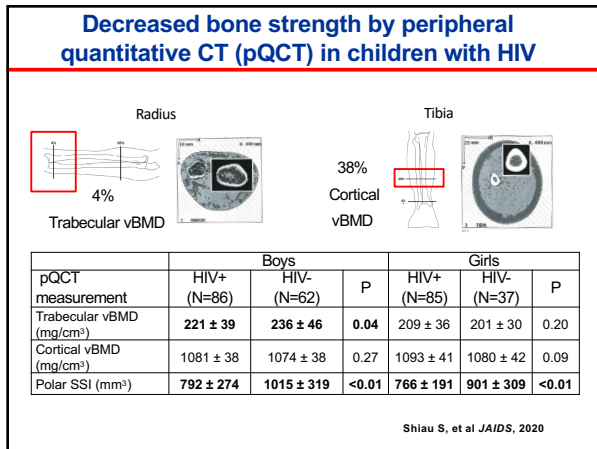 Decreased bone strength by peripheral
quantitative CT (pQCT) in children with HIV
Radius
Tibia
4%
Trabecular vBMD
38%
Cortical
vBMD
Boys
Girls
pQCT
measurement
HIV+
(N=86)
HIV-
(N=62)
P
HIV+
(N=85)
HIV-
(N=37)
P
Trabecular vBMD
(mg/cm³)
221 ± 39
236 ± 46
0.04
209 ± 36
201 ± 30
0.20
Cortical vBMD
(mg/cm³)
1081 ± 38
1074 ± 38
0.27
1093 ± 41
1080 ± 42
0.09
Polar SSI (mm³)
792 ± 274
1015 ± 319
<0.01
766 ± 191
901 ± 309
<0.01
Shiau S, et al JAIDS, 2020